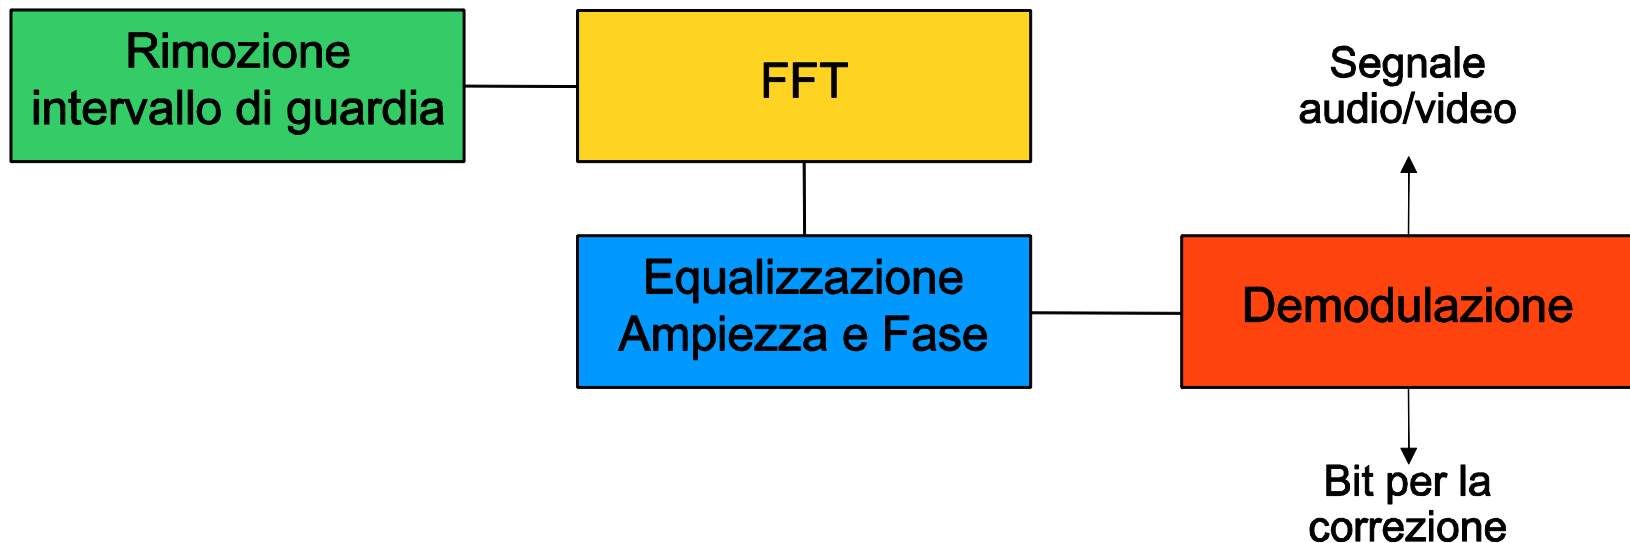 Rimozione
intervallo di guardia
FFT
Segnale
audio/video
Equalizzazione
Ampiezza e Fase
Demodulazione
Bit per la
correzione